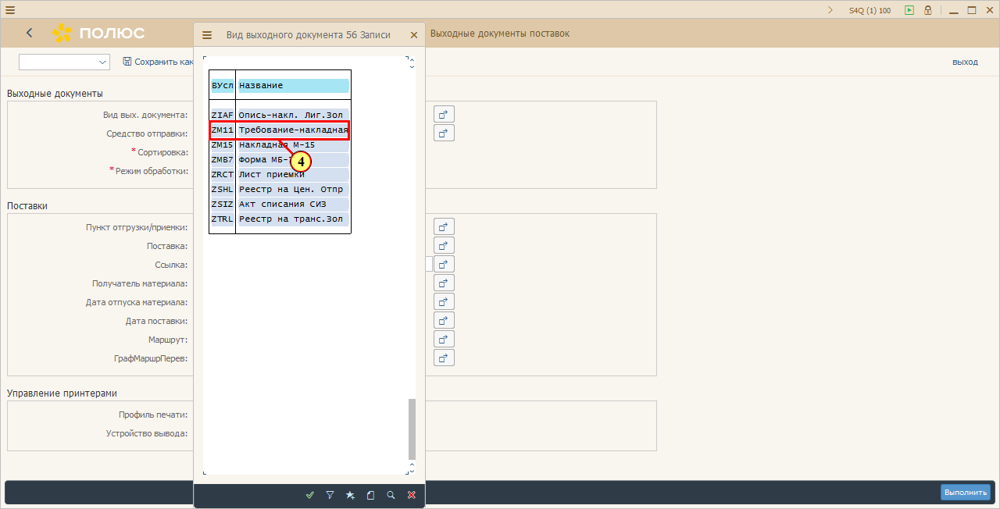 S4Q (1) 100
ПОЛЮС
Вид выходного документа 56 Записи
Выходные документы поставок
Сохранить как
выход
Выходные документы
Вид вых. документа:
Средство отправки:
* Сортировка:
* Режим обработки:
Поставки
Пункт отгрузки/приемки:
Поставка:
Ссылка:
Получатель материала:
Дата отпуска материала:
Дата поставки:
Маршрут:
ГрафМаршрПерев:
Управление принтерами
Профиль печати:
Устройство вывода:
ВУсл Название
ZIAF Опись-накл. Лиг.Зол
ZM11 Требование-накладная
ZM15 Накладная М-15
ZMB7 Форма МБ-
4
ZRCT Лист приемки
ZSHL Реестр на Цен. Отпр
ZSIZ Акт списания СИЗ
ZTRL Реестр на транс.Зол
Выполнить